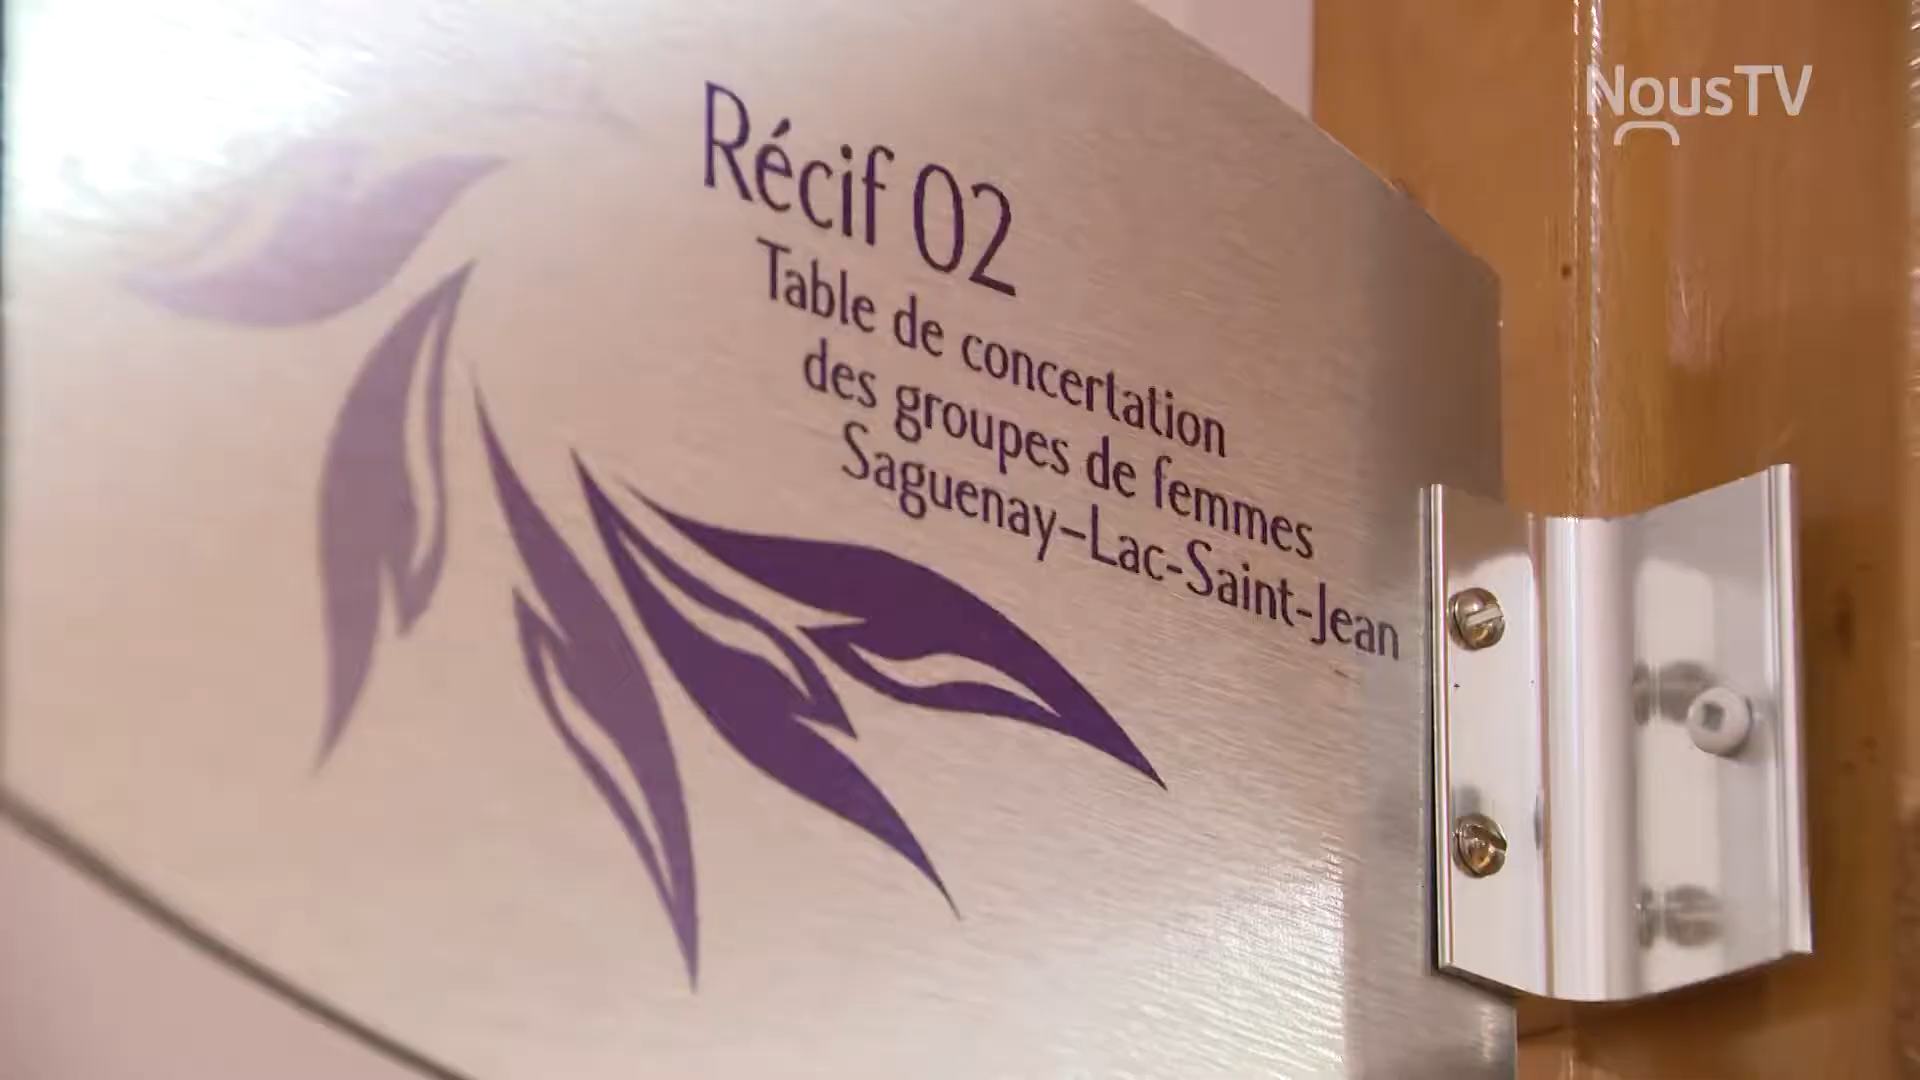 NousTV
Récif 02
Table de concertation
des groupes de femmes
Saguenay–Lac-Saint-Jean